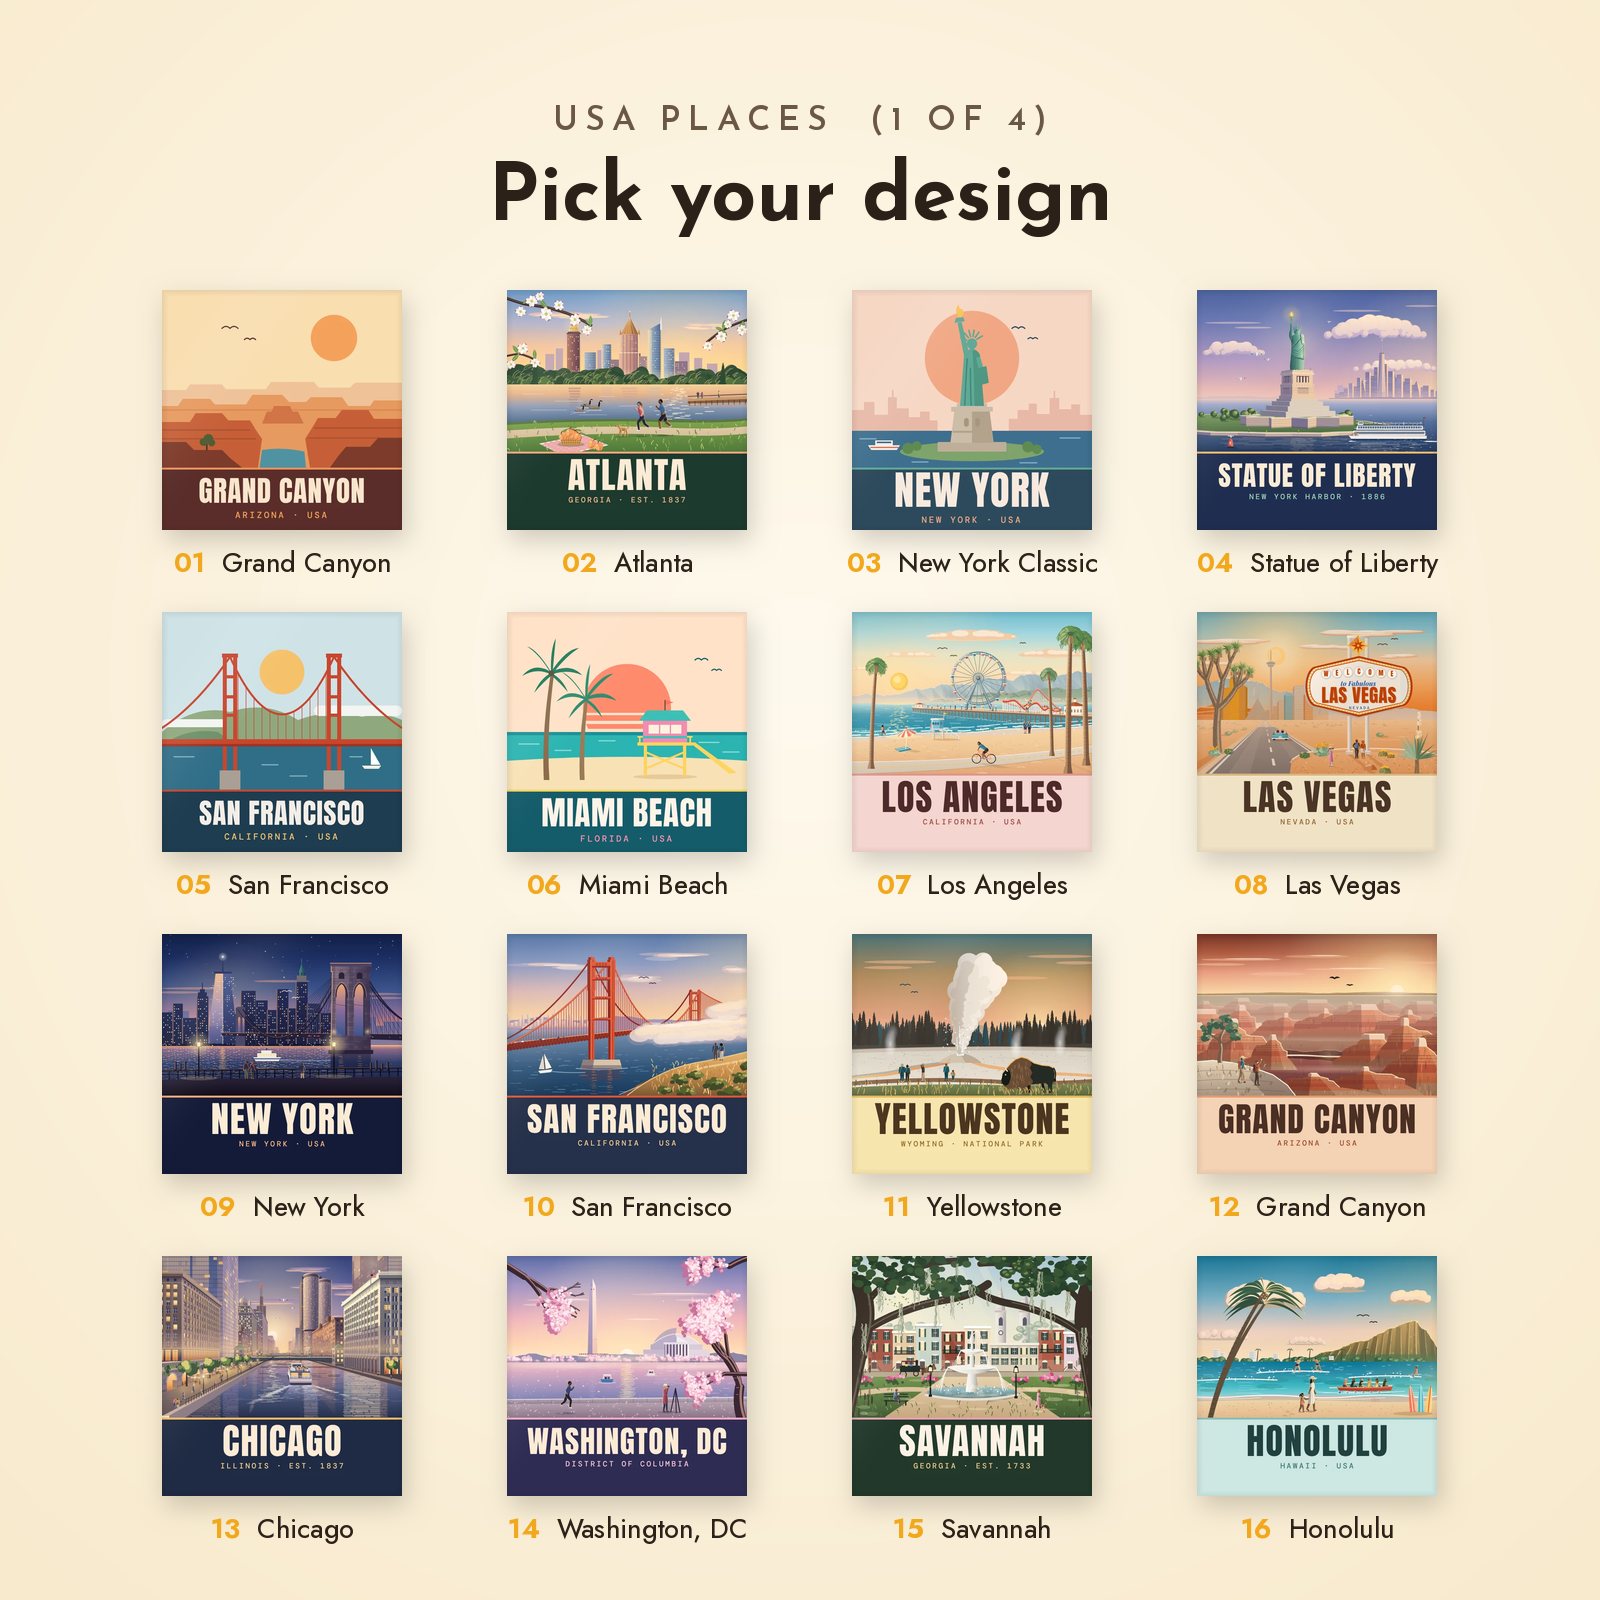 USA PLACES (1 OF 4)
Pick your design
GRAND CANYON
ARIZONA · USA
01 Grand Canyon
ATLANTA
GEORGIA · EST. 1837
02 Atlanta
NEW YORK
NEW YORK · USA
03 New York Classic
STATUE OF LIBERTY
NEW YORK HARBOR · 1886
04 Statue of Liberty
SAN FRANCISCO
CALIFORNIA · USA
05 San Francisco
MIAMI BEACH
FLORIDA · USA
06 Miami Beach
LOS ANGELES
CALIFORNIA · USA
07 Los Angeles
WELCOME
to Fabulous
LAS VEGAS
NEVADA
LAS VEGAS
NEVADA · USA
08 Las Vegas
NEW YORK
NEW YORK · USA
09 New York
SAN FRANCISCO
CALIFORNIA · USA
10 San Francisco
YELLOWSTONE
WYOMING · NATIONAL PARK
11 Yellowstone
GRAND CANYON
ARIZONA · USA
12 Grand Canyon
CHICAGO
ILLINOIS · EST. 1837
13 Chicago
WASHINGTON, DC
DISTRICT OF COLUMBIA
14 Washington, DC
SAVANNAH
GEORGIA · EST. 1733
15 Savannah
HONOLULU
HAWAII · USA
16 Honolulu